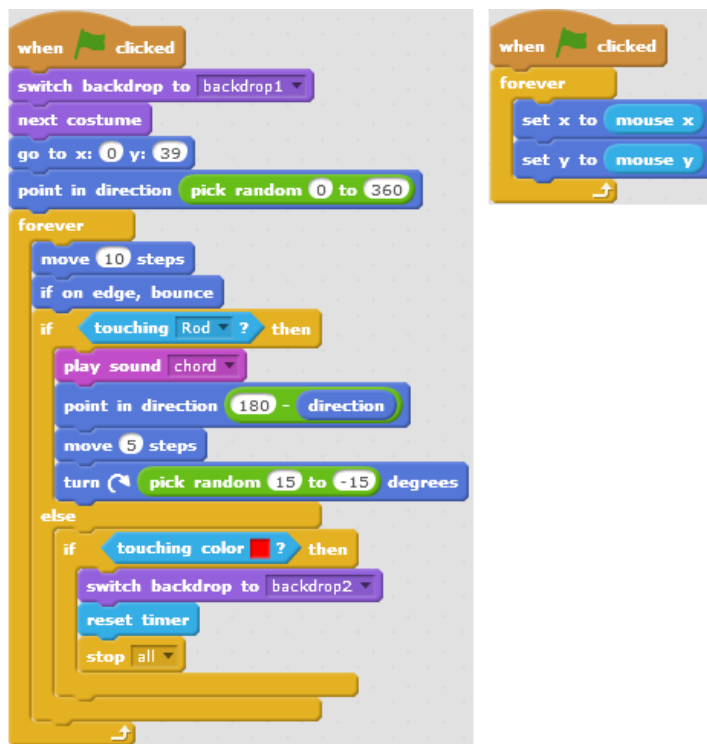 when clicked
switch backdrop to backdrop1
next costume
go to x: 0 y: 39
point in direction pick random 0 to 360
forever
move 10 steps
if on edge, bounce
if touching Rod ? then
play sound chord
point in direction 180 - direction
move 5 steps
turn pick random 15 to -15 degrees
else
if touching color ? then
switch backdrop to backdrop2
reset timer
stop all
when clicked
forever
set x to mouse x
set y to mouse y